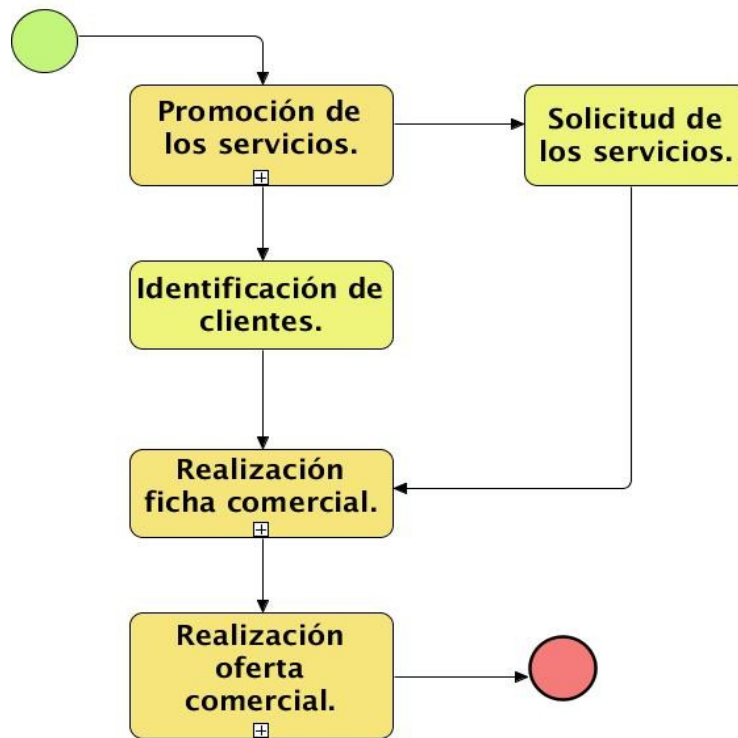 Promoción de
los servicios.
Solicitud de
los servicios.
Identificación de
clientes.
Realización
ficha comercial.
Realización
oferta
comercial.